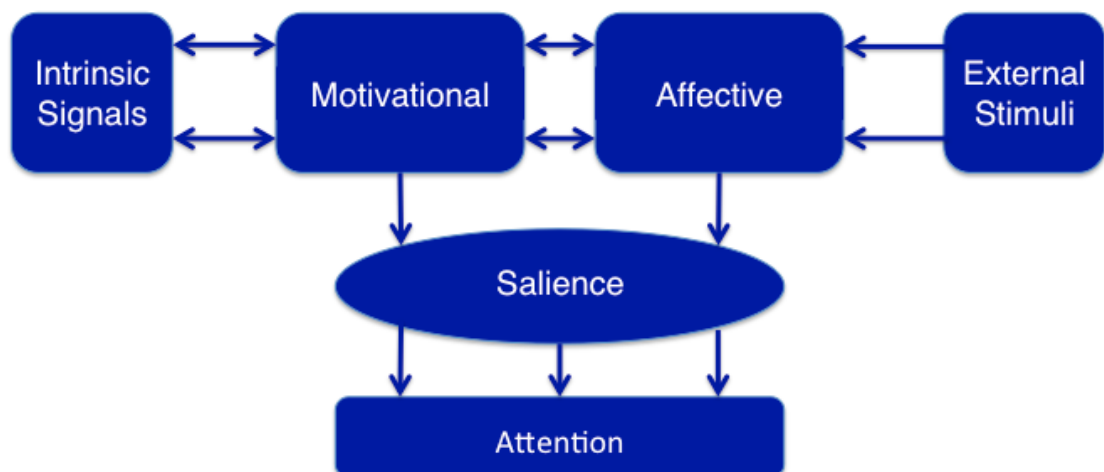 Intrinsic
Signals
Motivational
Affective
External
Stimuli
Salience
Attention